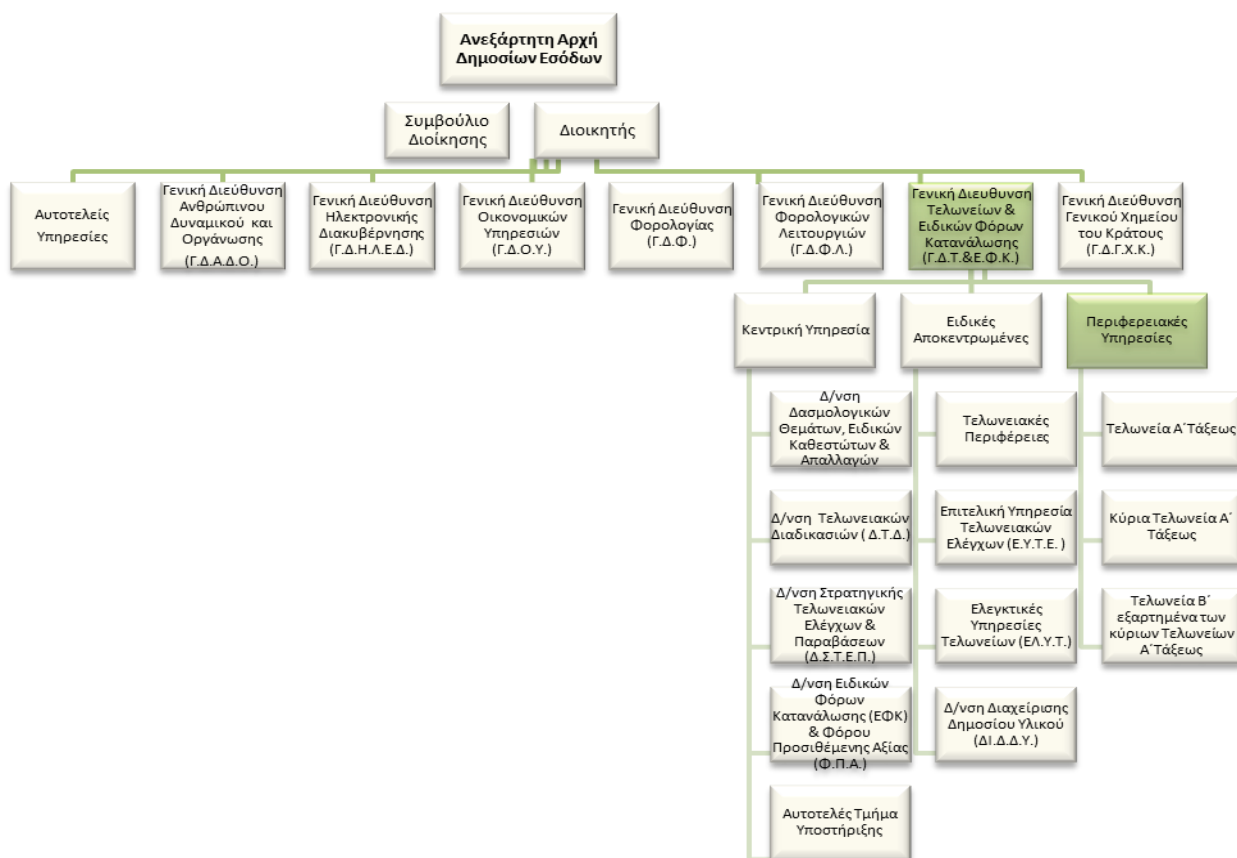 Ανεξάρτητη Αρχή
Δημοσίων Εσόδων
Συμβούλιο
Διοίκησης
Διοικητής
Αυτοτελείς
Υπηρεσίες
Γενική Διεύθυνση
Ανθρώπινου
Δυναμικού και
Οργάνωσης
(Γ.Δ.Α.Δ.Ο.)
Γενική Διεύθυνση
Ηλεκτρονικής
Διακυβέρνησης
(Γ.Δ.Η.Λ.Ε.Δ.)
Γενική Διεύθυνση
Οικονομικών
Υπηρεσιών
(Γ.Δ.Ο.Υ.)
Γενική Διεύθυνση
Φορολογίας
(Γ.Δ.Φ.)
Γενική Διεύθυνση
Φορολογικών
Λειτουργιών
(Γ.Δ.Φ.Λ.)
Γενική Διευθυνση
Τελωνείων &
Ειδικών Φόρων
Κατανάλωσης
(Γ.Δ.Τ.&Ε.Φ.Κ.)
Γενική Διεύθυνση
Γενικού Χημείου
του Κράτους
(Γ.Δ.Γ.Χ.Κ.)
Κεντρική Υπηρεσία
Ειδικές
Αποκεντρωμένες
Περιφερειακές
Υπηρεσίες
Δ/νση
Δασμολογικών
Θεμάτων, Ειδικών
Καθεστώτων &
Απαλλαγών
Τελωνειακές
Περιφέρειες
Τελωνεία Α΄Τάξεως
Δ/νση Τελωνειακών
Διαδικασιών ( Δ.Τ.Δ.)
Επιτελική Υπηρεσία
Τελωνειακών
Ελέγχων (Ε.Υ.Τ.Ε. )
Κύρια Τελωνεία Α΄
Τάξεως
Δ/νση Στρατηγικής
Τελωνειακών
Ελέγχων &
Παραβάσεων
(Δ.Σ.Τ.Ε.Π.)
Ελεγκτικές
Υπηρεσίες
Τελωνείων (ΕΛ.Υ.Τ.)
Τελωνεία Β΄
εξαρτημένα των
κύριων Τελωνείων
Α΄Τάξεως
Δ/νση Ειδικών
Φόρων
Κατανάλωσης (ΕΦΚ)
& Φόρου
Προσιθέμενης Αξίας
(Φ.Π.Α.)
Δ/νση Διαχείρισης
Δημοσίου Υλικού
(ΔΙ.Δ.Δ.Υ.)
Αυτοτελές Τμήμα
Υποστήριξης